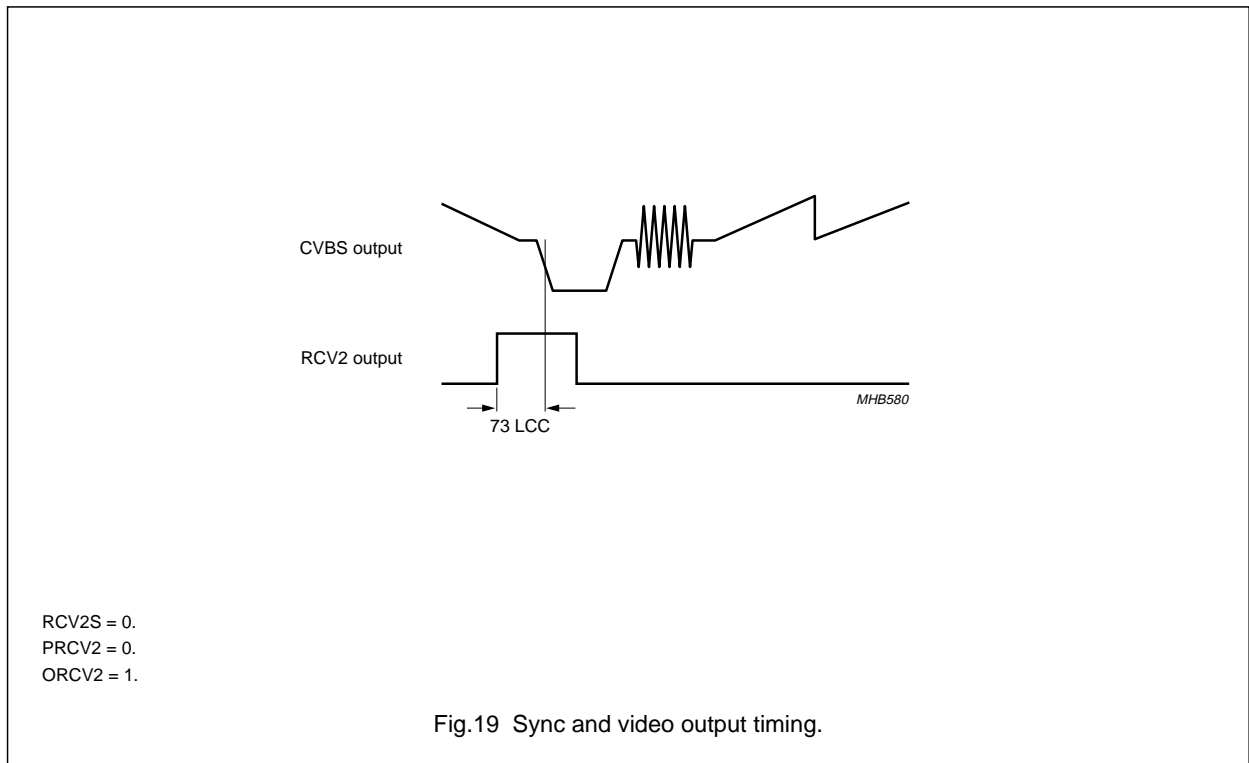 CVBS output
RCV2 output
MHB580
73 LCC
RCV2S = 0.
PRCV2 = 0.
ORCV2 = 1.
Fig.19 Sync and video output timing.